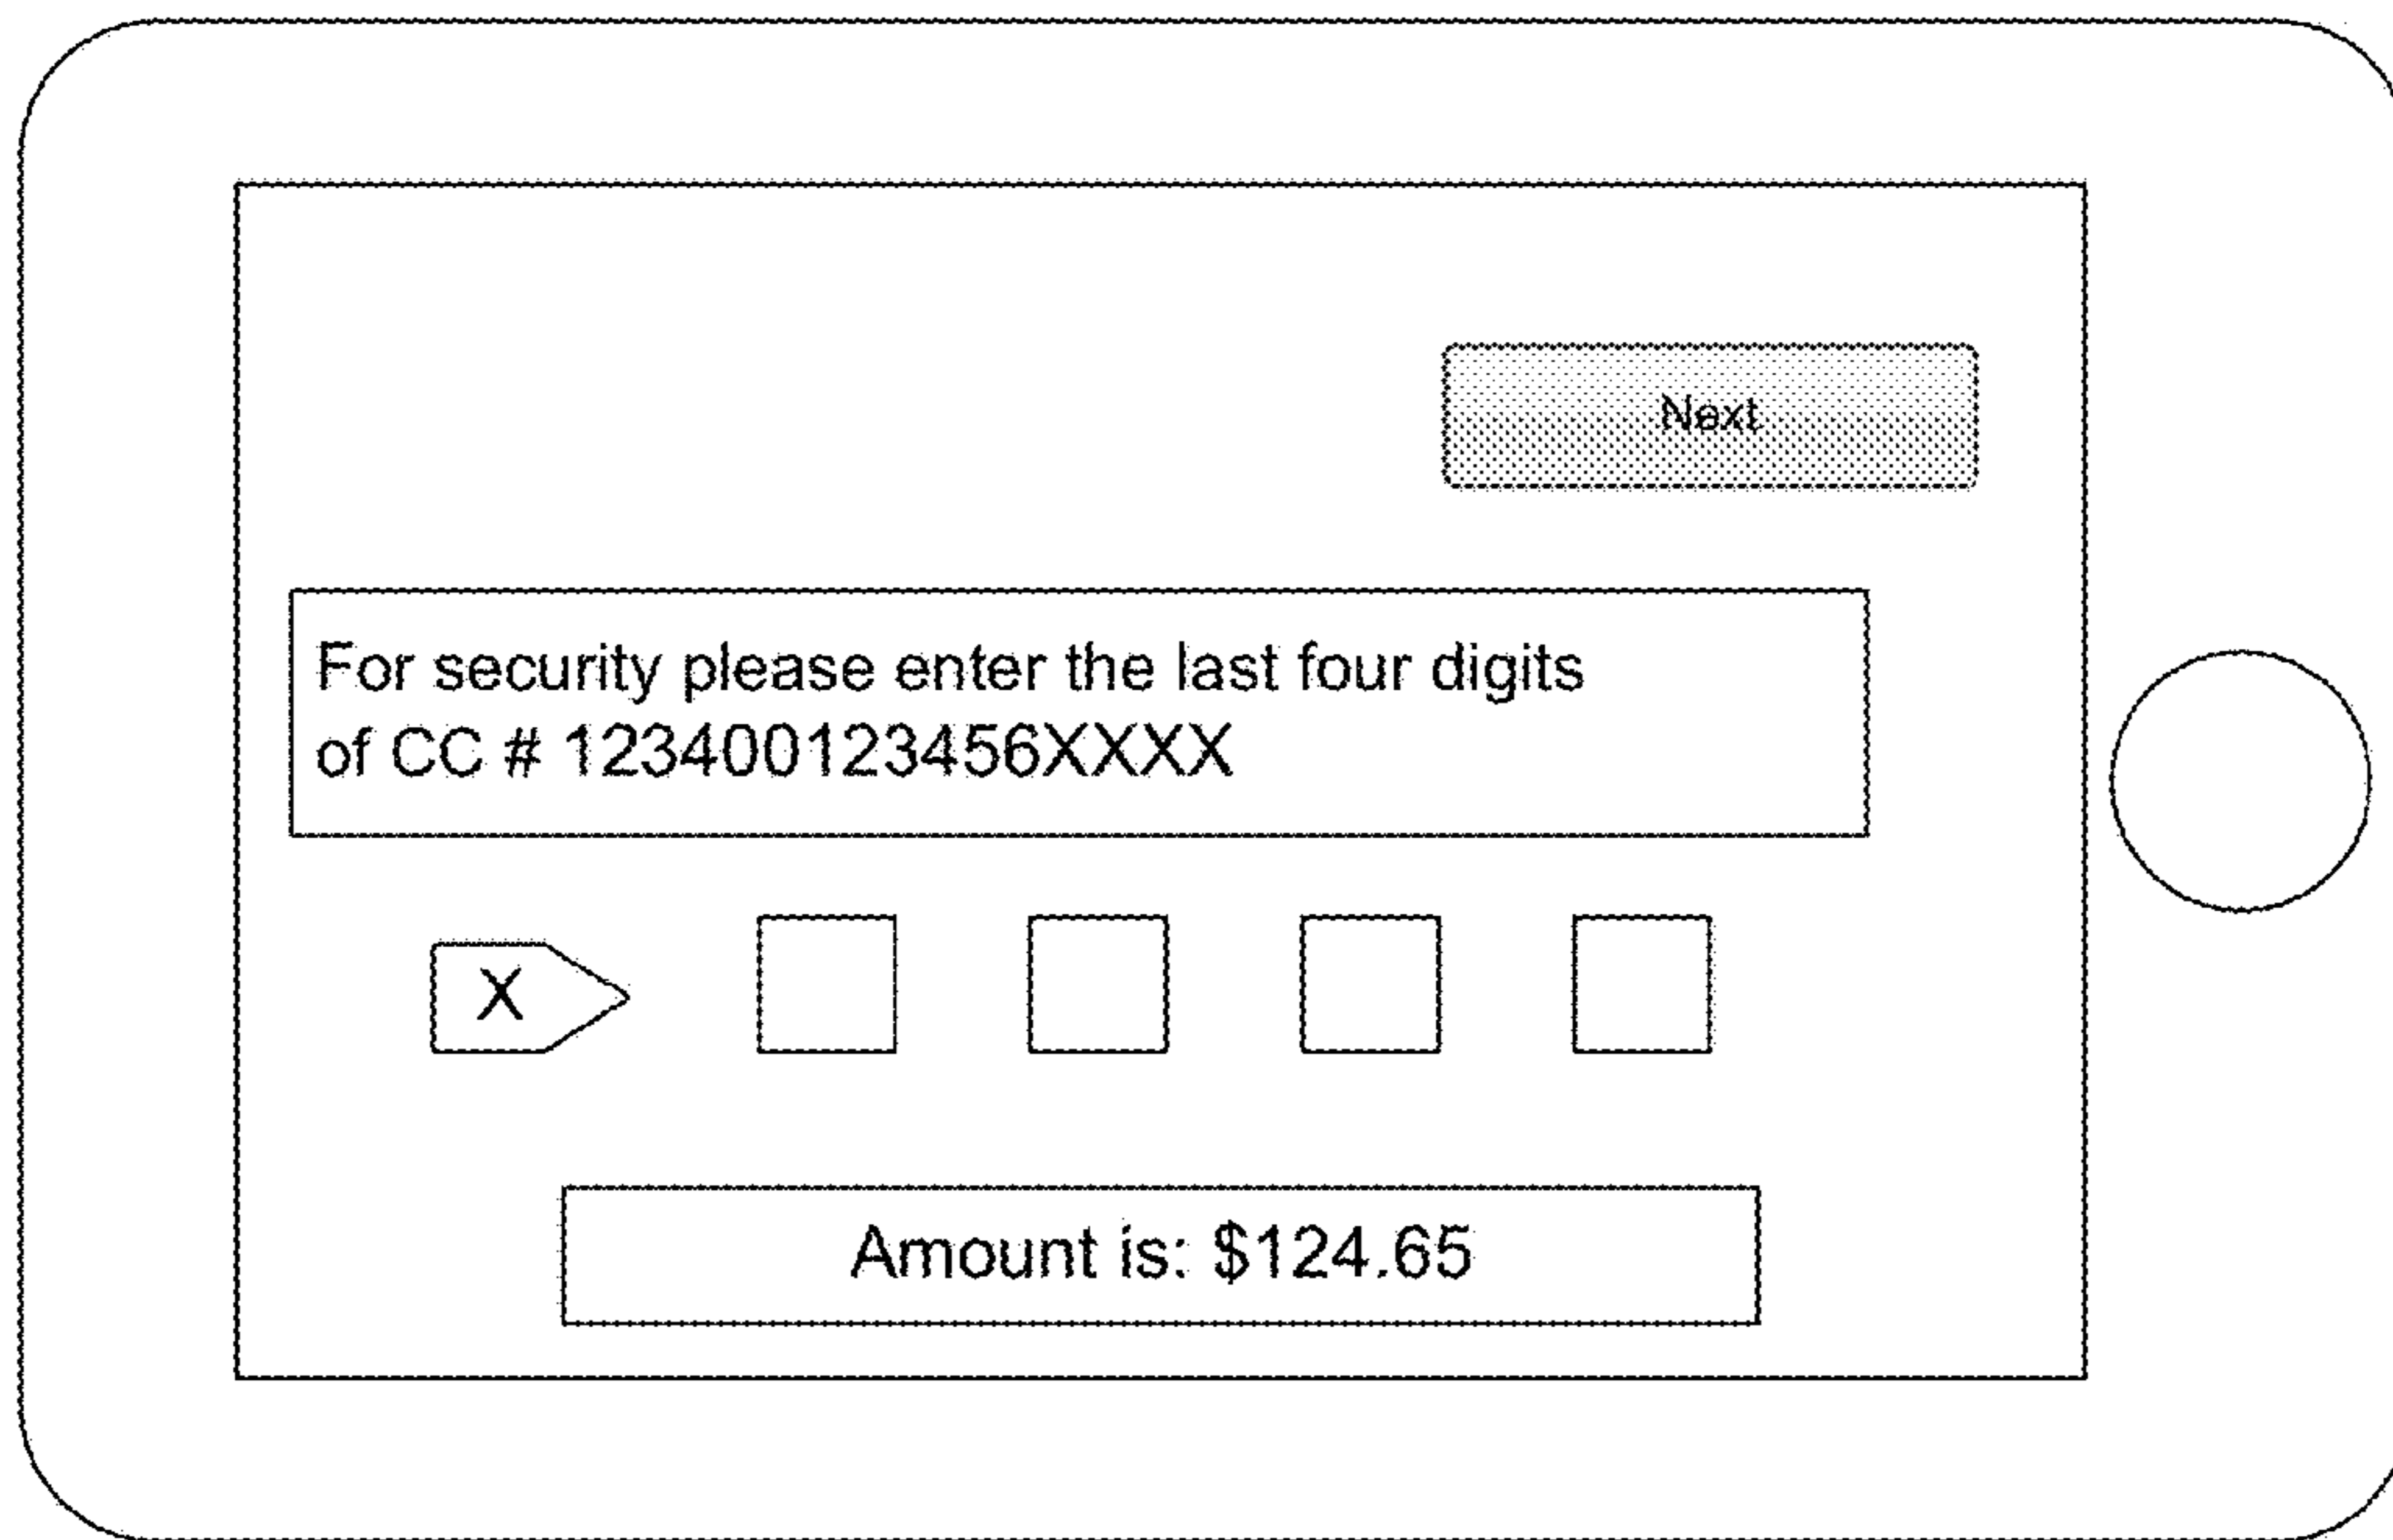 Next
For security please enter the last four digits
of CC # 123400123456XXXX
X
Amount is: $124.65